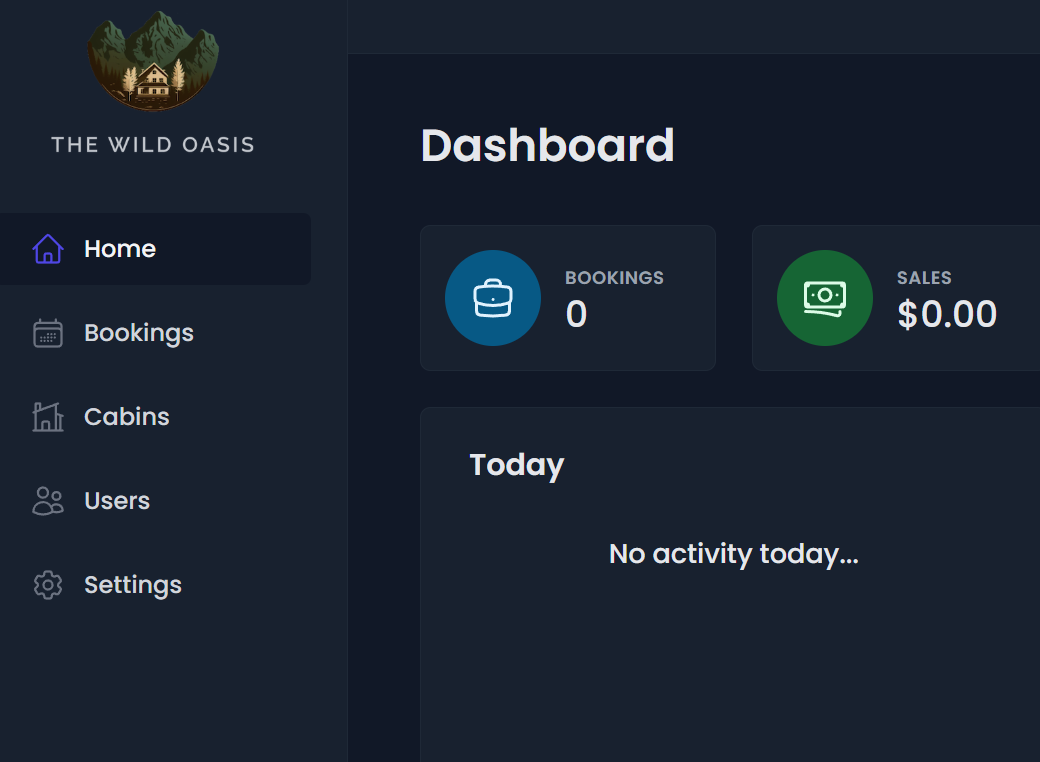 THE WILD OASIS
Home
Bookings
Cabins
Users
Settings
Dashboard
BOOKINGS
0
SALES
$0.00
Today
No activity today...